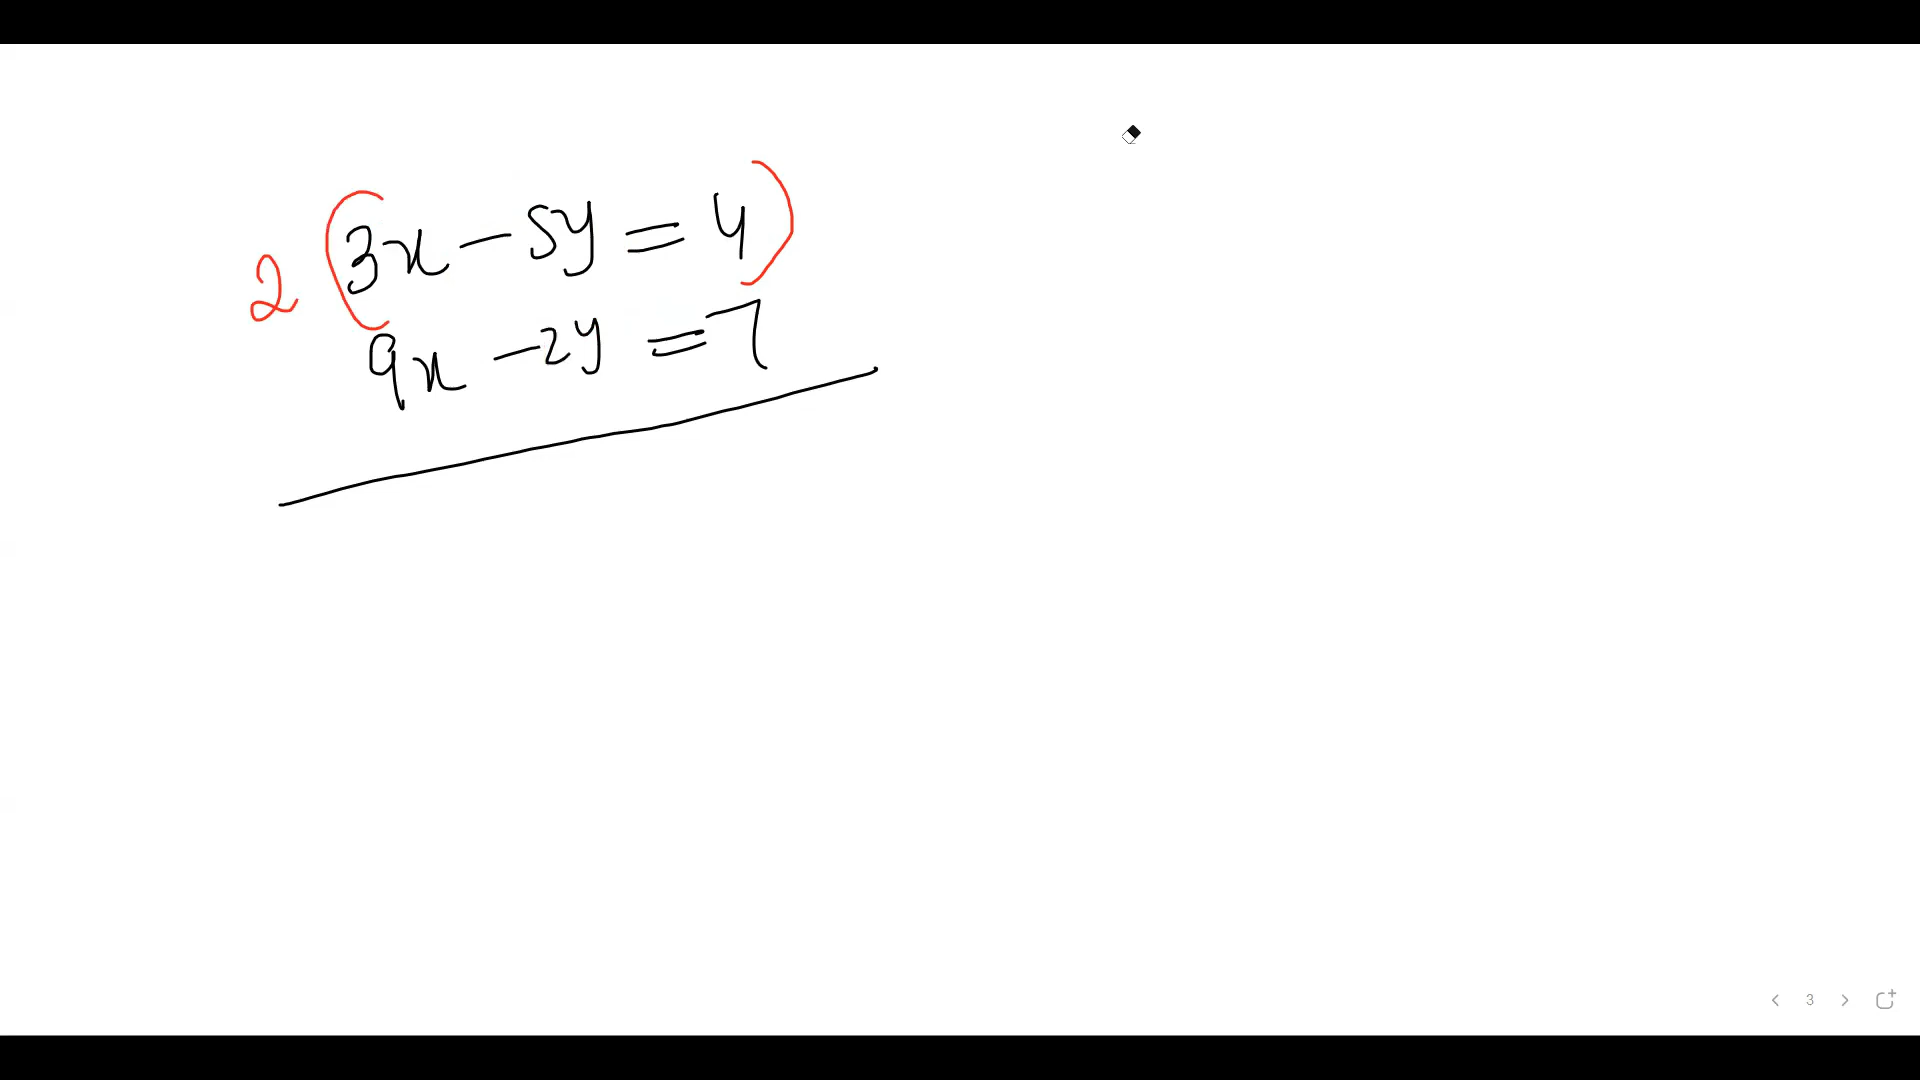 2 (3x - 5y = 4)
9x - 2y = 7
3